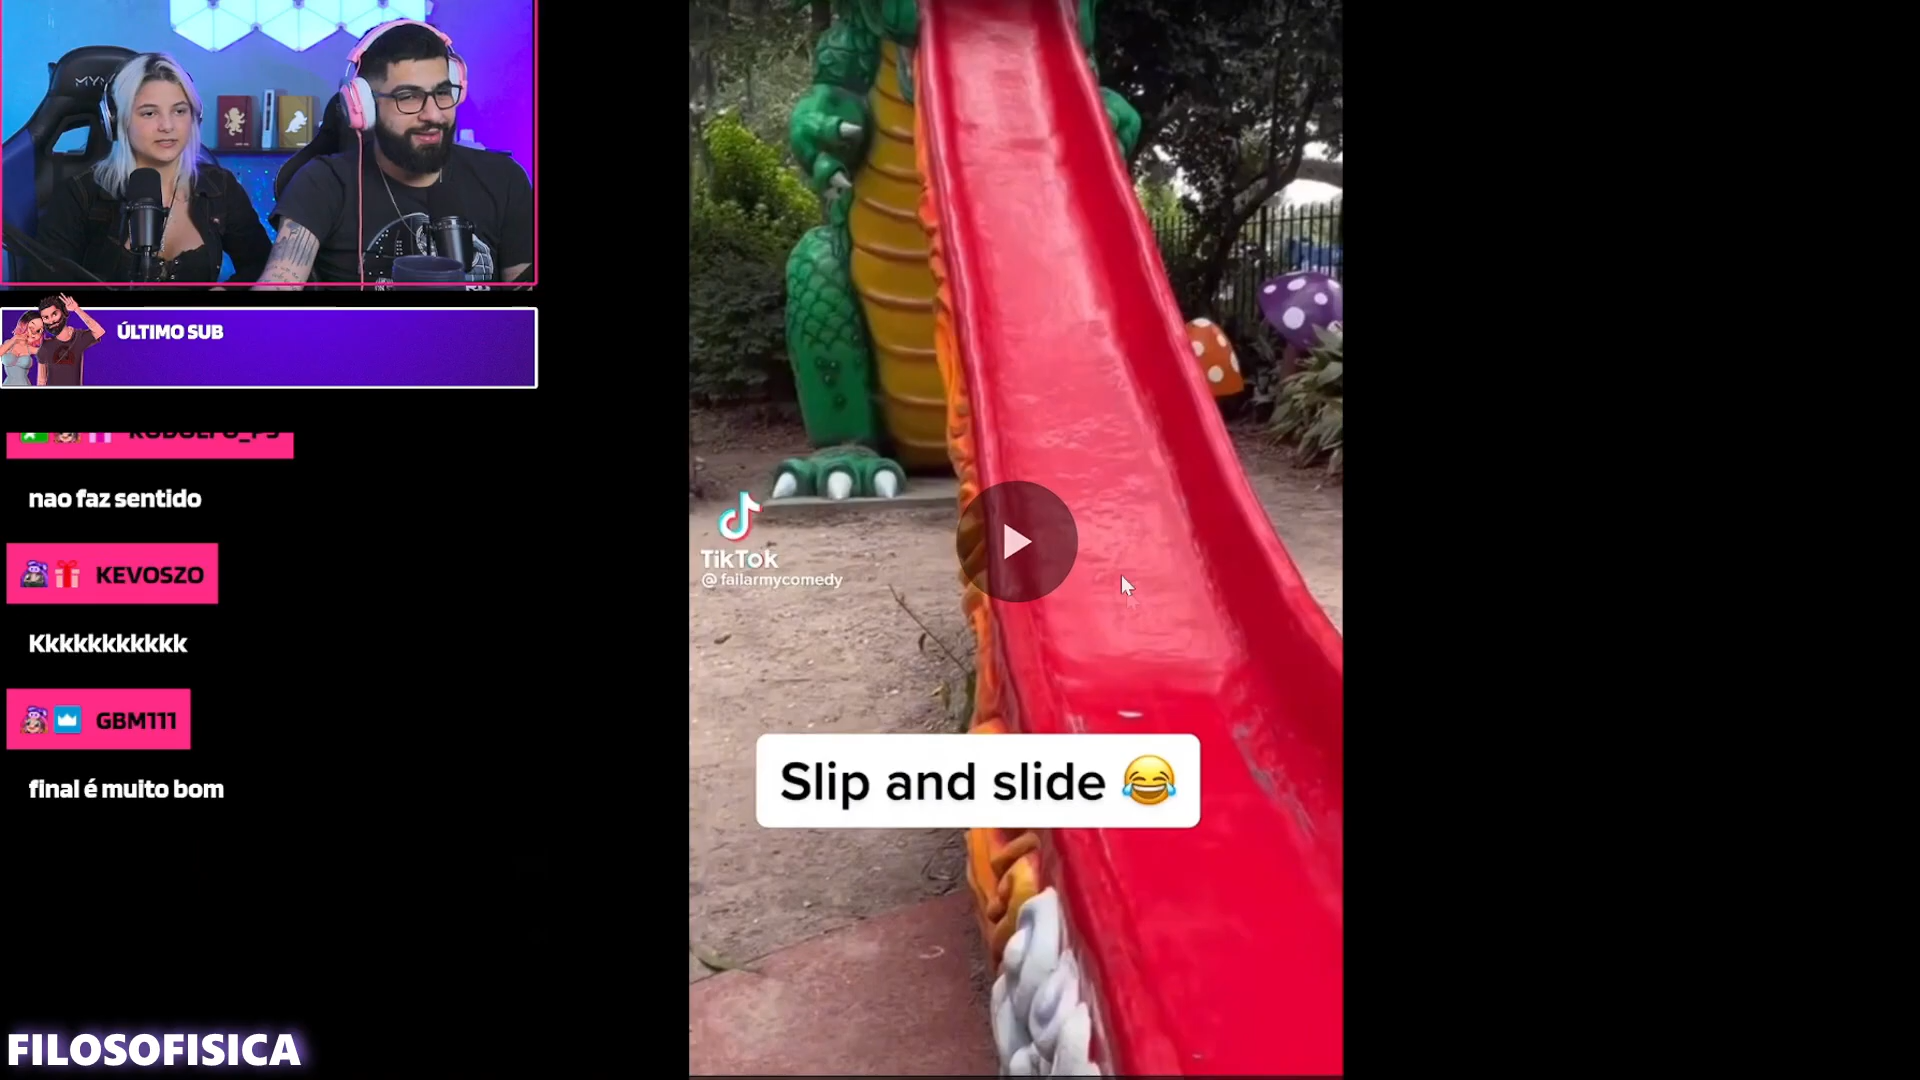 ÚLTIMO SUB
nao faz sentido
KEVOSZO
Kkkkkkkkkkk
GBM111
final é muito bom
FILOSOFISICA
TikTok
@failarmycomedy
Slip and slide 😂